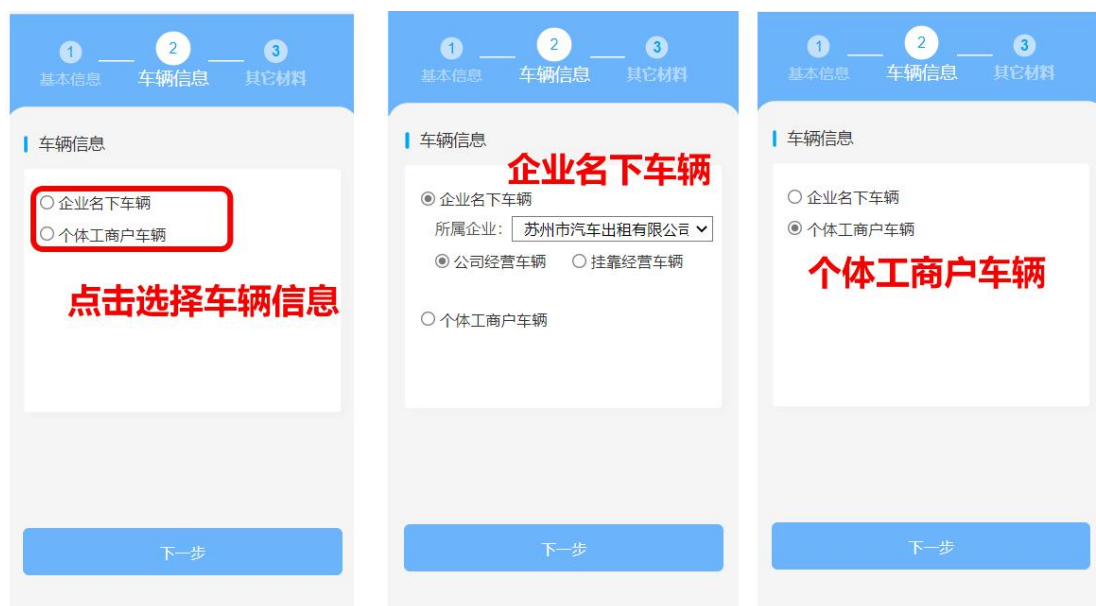 1 2 3
基本信息 车辆信息 其它材料
车辆信息
企业名下车辆
个体工商户车辆
点击选择车辆信息
下一步
1 2 3
基本信息 车辆信息 其它材料
车辆信息
企业名下车辆
企业名下车辆
所属企业: 苏州市汽车出租有限公司
公司经营车辆 挂靠经营车辆
个体工商户车辆
下一步
1 2 3
基本信息 车辆信息 其它材料
车辆信息
企业名下车辆
个体工商户车辆
个体工商户车辆
下一步